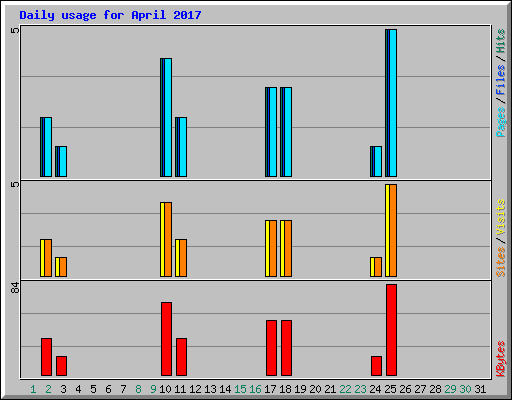 Daily usage for April 2017
5
Pages / Files / Hits
5
Sites / Visits
84
KBytes
1 2 3 4 5 6 7 8 9 10 11 12 13 14 15 16 17 18 19 20 21 22 23 24 25 26 27 28 29 30 31